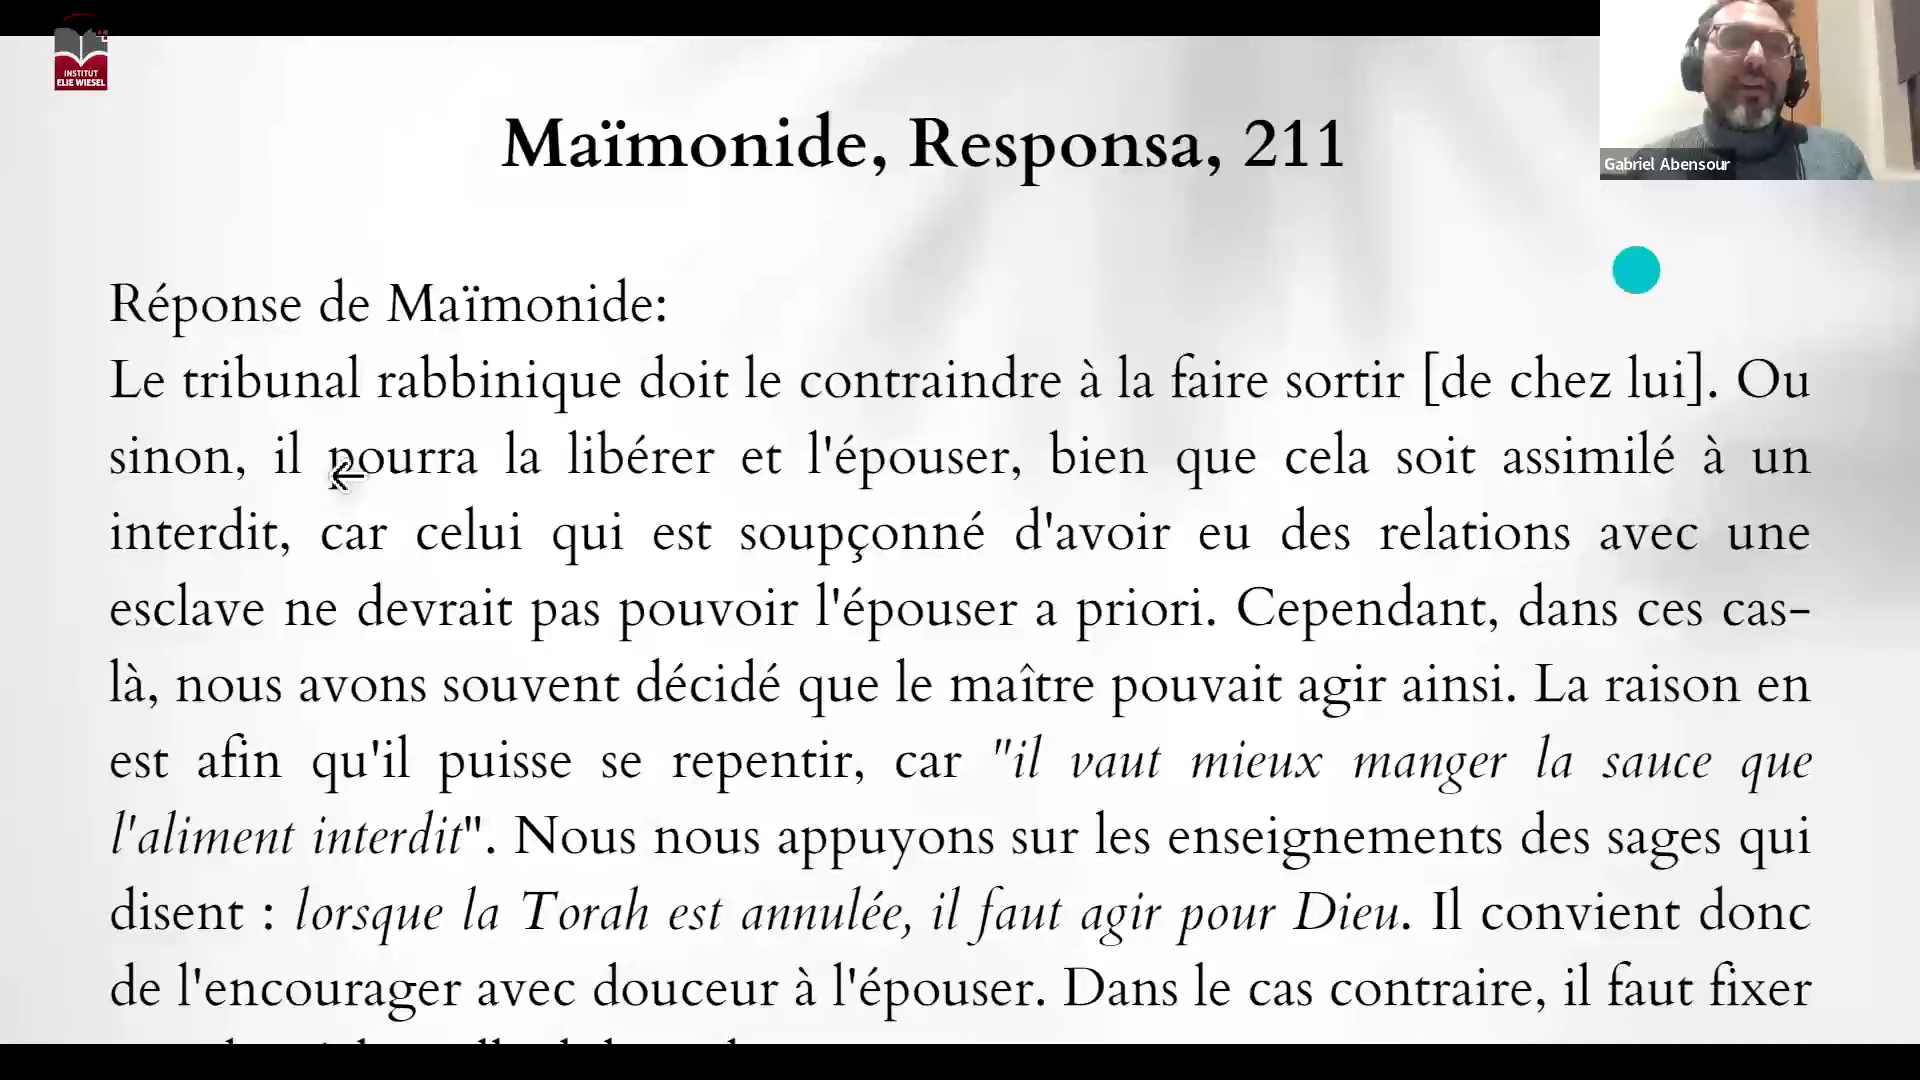 INSTITUT
ELIE WIESEL
Gabriel Abensour
Maïmonide, Responsa, 211
Réponse de Maïmonide:
Le tribunal rabbinique doit le contraindre à la faire sortir [de chez lui]. Ou
sinon, il pourra la libérer et l'épouser, bien que cela soit assimilé à un
interdit, car celui qui est soupçonné d'avoir eu des relations avec une
esclave ne devrait pas pouvoir l'épouser a priori. Cependant, dans ces cas-
là, nous avons souvent décidé que le maître pouvait agir ainsi. La raison en
est afin qu'il puisse se repentir, car "il vaut mieux manger la sauce que
l'aliment interdit". Nous nous appuyons sur les enseignements des sages qui
disent : lorsque la Torah est annulée, il faut agir pour Dieu. Il convient donc
de l'encourager avec douceur à l'épouser. Dans le cas contraire, il faut fixer